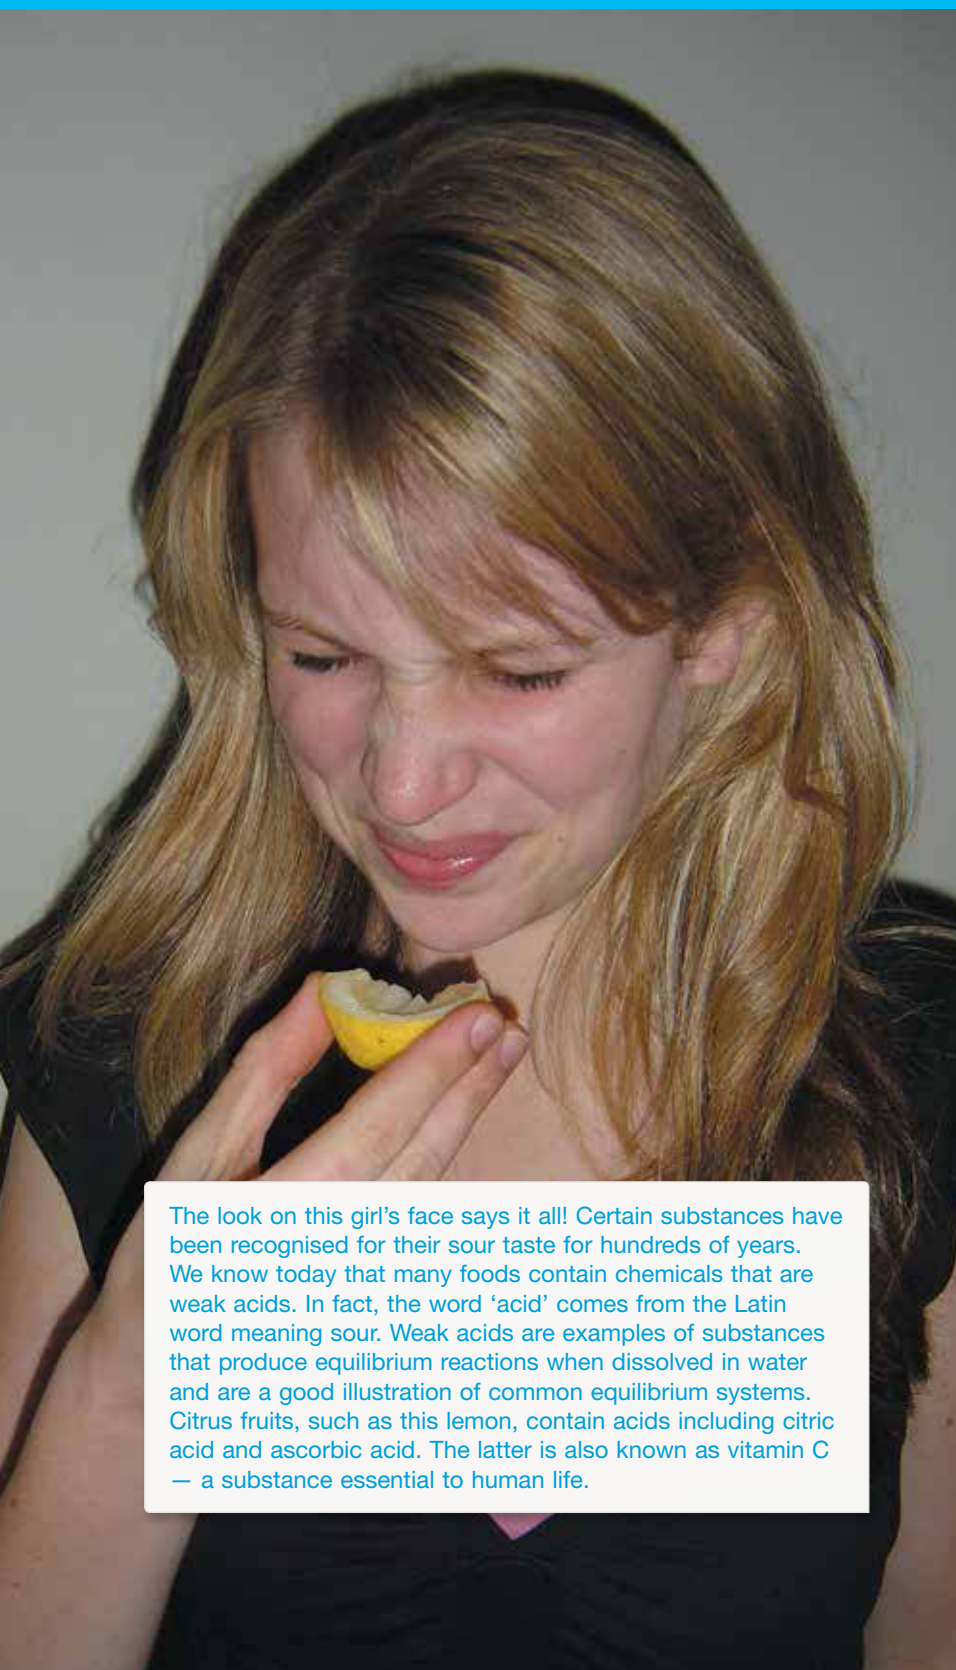 The look on this girl’s face says it all! Certain substances have
been recognised for their sour taste for hundreds of years.
We know today that many foods contain chemicals that are
weak acids. In fact, the word ‘acid’ comes from the Latin
word meaning sour. Weak acids are examples of substances
that produce equilibrium reactions when dissolved in water
and are a good illustration of common equilibrium systems.
Citrus fruits, such as this lemon, contain acids including citric
acid and ascorbic acid. The latter is also known as vitamin C
— a substance essential to human life.